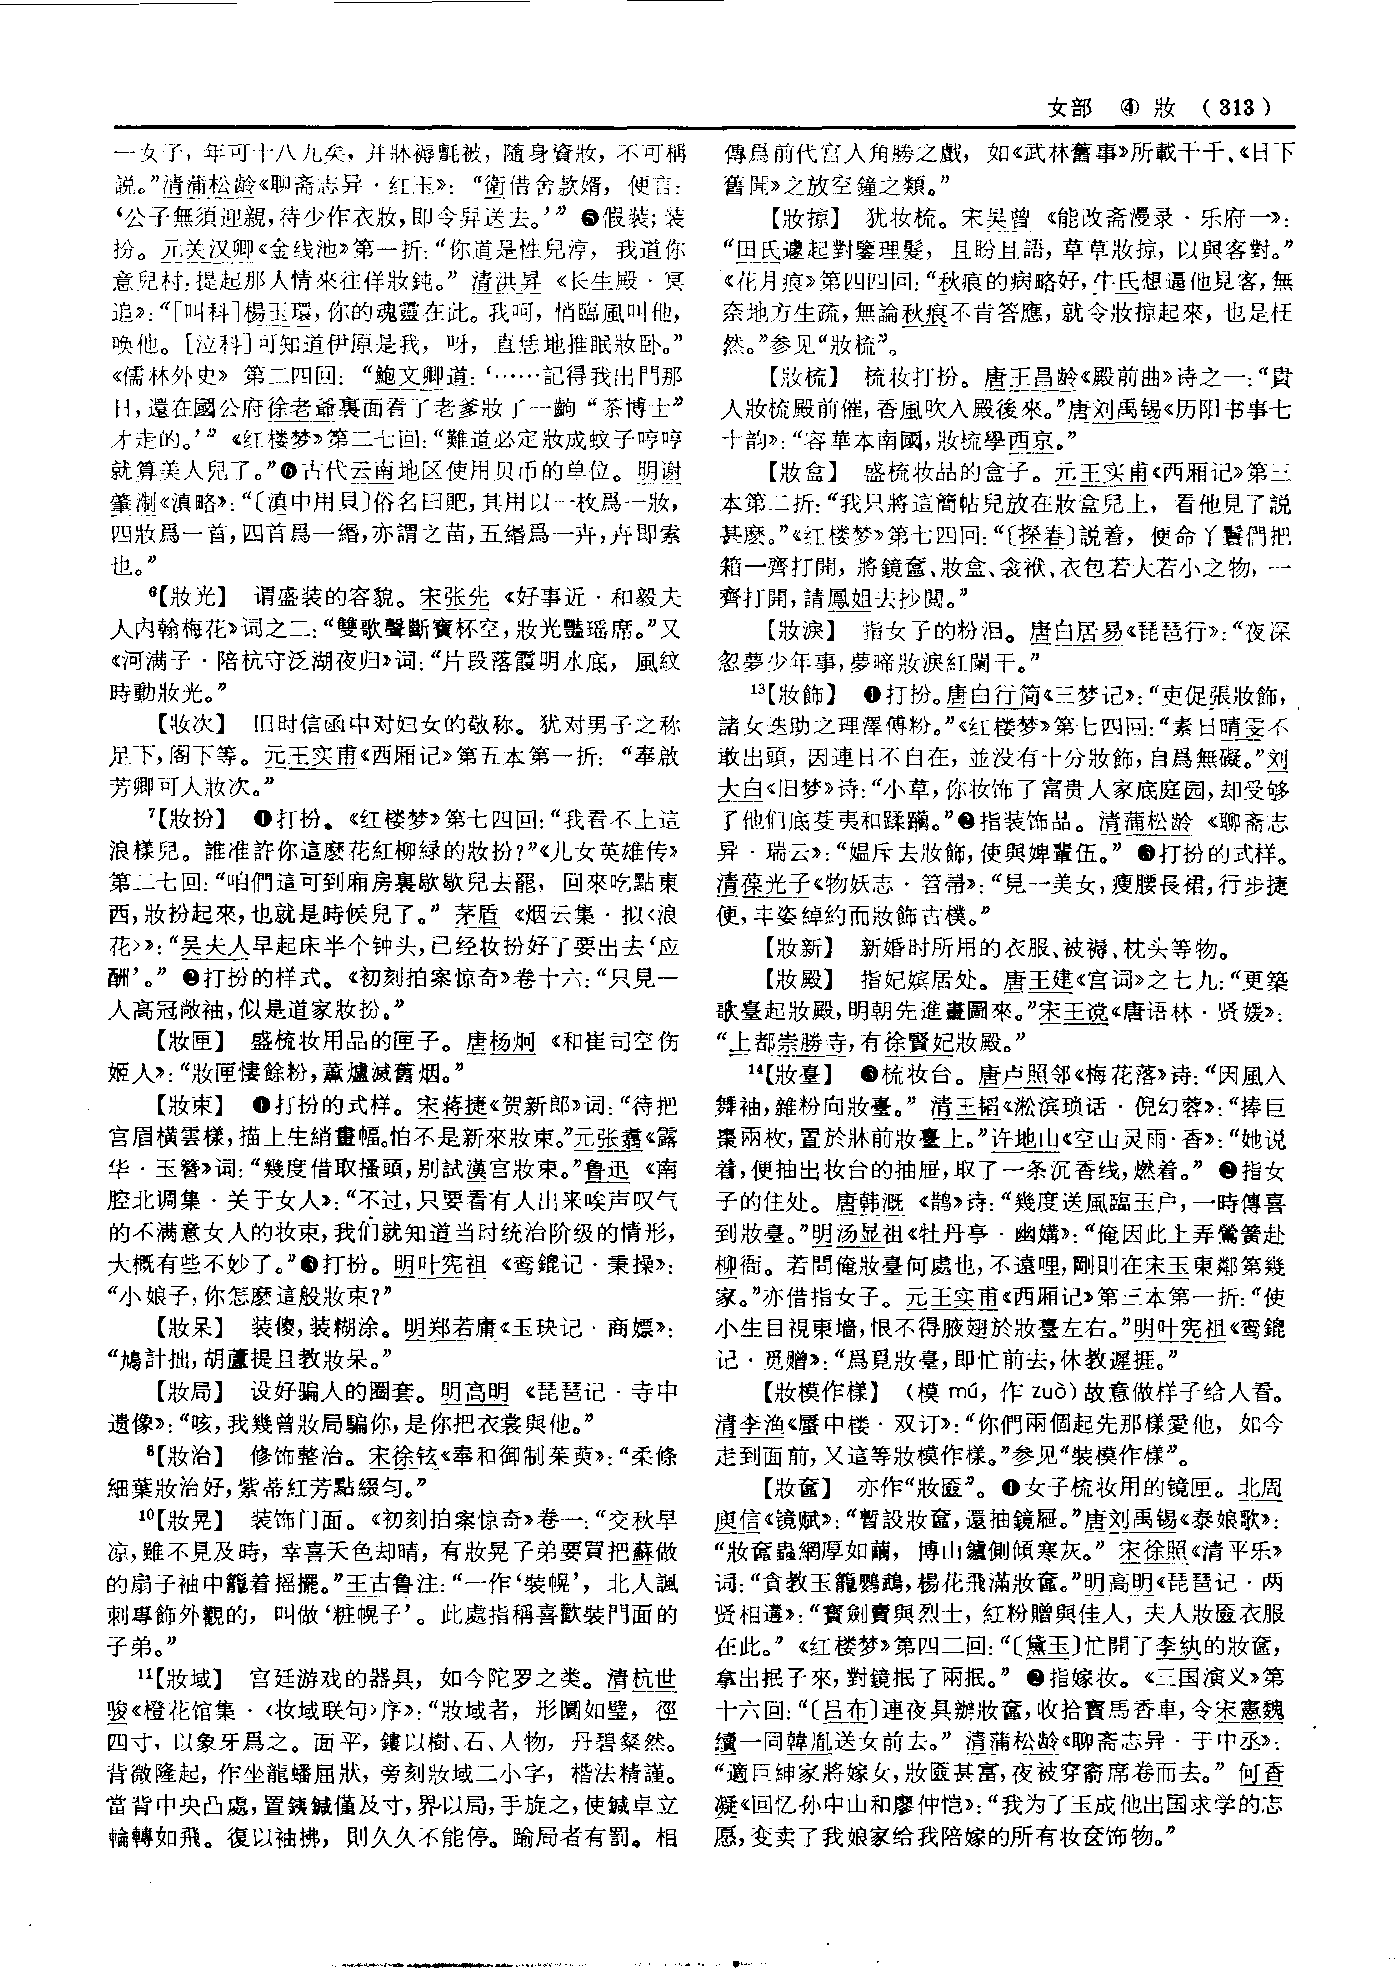 女部 ④ 妝 (313)
一女子，年可十八九矣，并牀褥氈被，隨身資妝，不可稱
説。”清蒲松龄《聊斋志异·红玉》：“衛借舍款婿，便言：
‘公子無須迎親，待少作衣妝，即令舁送去。’” ❺假装；装
扮。元关汉卿《金线池》第一折：“你道是性兒淳，我道你
意兒村；提起那人情來往佯妝鈍。”清洪昇《长生殿·冥
追》：“［叫科］楊玉環，你的魂靈在此。我呵，悄臨風叫他，
唤他。［泣科］可知道伊原是我，呀，直恁地推眠妝卧。”
《儒林外史》第二四回：“鮑文卿道：‘……記得我出門那
日，還在國公府徐老爺裏面看了老爹妝了一齣“茶博士”
才走的。’”《红楼梦》第二七回：“難道必定妝成蚊子哼哼
就算美人兒了。”❻古代云南地区使用贝币的单位。明谢
肇淛《滇略》：“〔滇中用貝〕俗名曰𧴩，其用以一枚爲一妝，
四妝爲一首，四首爲一緡，亦謂之苗，五緡爲一卉，卉即索
也。”
⁶【妝光】 谓盛装的容貌。宋张先《好事近·和毅夫
人内翰梅花》词之二：“雙歌聲斷寶杯空，妝光豔瑶席。”又
《河满子·陪杭守泛湖夜归》词：“片段落霞明水底，風紋
時動妝光。”
【妝次】 旧时信函中对妇女的敬称。犹对男子之称
足下，阁下等。元王实甫《西厢记》第五本第一折：“奉啟
芳卿可人妝次。”
⁷【妝扮】 ❶打扮。《红楼梦》第七四回：“我看不上這
浪樣兒。誰准許你這麽花紅柳緑的妝扮？”《儿女英雄传》
第二七回：“咱們這可到廂房裏歇歇兒去罷，回來吃點東
西，妝扮起來，也就是時候兒了。”茅盾《烟云集·拟〈浪
花〉》：“吴夫人早起床半个钟头，已经妆扮好了要出去‘应
酬’。” ❷打扮的样式。《初刻拍案惊奇》卷十六：“只見一
人高冠敞袖，似是道家妝扮。”
【妝匣】 盛梳妆用品的匣子。唐杨炯《和崔司空伤
姬人》：“妝匣悽餘粉，薰爐滅舊烟。”
【妝束】 ❶打扮的式样。宋蒋捷《贺新郎》词：“待把
宫眉横雲樣，描上生綃畫幅。怕不是新來妝束。”元张翥《露
华·玉簪》词：“幾度借取搔頭，别試漢宫妝束。”鲁迅《南
腔北调集·关于女人》：“不过，只要看有人出来唉声叹气
的不满意女人的妆束，我们就知道当时统治阶级的情形，
大概有些不妙了。”❷打扮。明叶宪祖《鸾鎞记·秉操》：
“小娘子，你怎麽這般妝束？”
【妝呆】 装傻，装糊涂。明郑若庸《玉玦记·商嫖》：
“鳩計拙，胡蘆提且教妝呆。”
【妝局】 设好骗人的圈套。明高明《琵琶记·寺中
遗像》：“咳，我幾曾妝局騙你，是你把衣裳與他。”
⁸【妝治】 修饰整治。宋徐铉《奉和御制茱萸》：“柔條
細葉妝治好，紫蒂紅芳點綴匀。”
¹⁰【妝晃】 装饰门面。《初刻拍案惊奇》卷一：“交秋早
凉，雖不見及時，幸喜天色却晴，有妝晃子弟要買把蘇做
的扇子袖中籠着摇擺。”王古鲁注：“一作‘裝幌’，北人諷
刺專飾外觀的，叫做‘粧幌子’。此處指稱喜歡裝門面的
子弟。”
¹¹【妝域】 宫廷游戏的器具，如今陀罗之类。清杭世
骏《橙花馆集·〈妆域联句〉序》：“妝域者，形圜如璧，徑
四寸，以象牙爲之。面平，鏤以樹、石、人物，丹碧粲然。
背微隆起，作坐龍蟠屈狀，旁刻妝域二小字，楷法精謹。
當背中央凸處，置鐵鍼僅及寸，界以局，手旋之，使鍼卓立
輪轉如飛。復以袖拂，則久久不能停。踰局者有罰。相
傳爲前代宫人角勝之戲，如《武林舊事》所載千千、《日下
舊聞》之放空鐘之類。”
【妝掠】 犹妆梳。宋吴曾《能改斋漫录·乐府一》：
“田氏遽起對鑒理髮，且盼且語，草草妝掠，以與客對。”
《花月痕》第四四回：“秋痕的病略好，牛氏想逼他見客，無
奈地方生疏，無論秋痕不肯答應，就令妝掠起來，也是枉
然。”参见“妝梳”。
【妝梳】 梳妆打扮。唐王昌龄《殿前曲》诗之一：“貴
人妝梳殿前催，香風吹入殿後來。”唐刘禹锡《历阳书事七
十韵》：“容華本南國，妝梳學西京。”
【妝盒】 盛梳妆品的盒子。元王实甫《西厢记》第三
本第二折：“我只將這簡帖兒放在妝盒兒上，看他見了説
甚麽。”《红楼梦》第七四回：“〔探春〕説着，便命丫鬟們把
箱一齊打開，將鏡奩、妝盒、衾袱、衣包若大若小之物，一
齊打開，請鳳姐去抄閲。”
【妝淚】 指女子的粉泪。唐白居易《琵琶行》：“夜深
忽夢少年事，夢啼妝淚紅闌干。”
¹³【妝飾】 ❶打扮。唐白行简《三梦记》：“吏促張妝飾，
諸女迭助之理澤傅粉。”《红楼梦》第七四回：“素日晴雯不
敢出頭，因連日不自在，並没有十分妝飾，自爲無礙。”刘
大白《旧梦》诗：“小草，你妆饰了富贵人家底庭园，却受够
了他们底芟夷和蹂躏。”❷指装饰品。清蒲松龄《聊斋志
异·瑞云》：“媪斥去妝飾，使與婢輩伍。” ❸打扮的式样。
清葆光子《物妖志·笤帚》：“見一美女，瘦腰長裙，行步捷
便，丰姿綽約而妝飾古樸。”
【妝新】 新婚时所用的衣服、被褥、枕头等物。
【妝殿】 指妃嫔居处。唐王建《宫词》之七九：“更築
歌臺起妝殿，明朝先進畫圖來。”宋王谠《唐语林·贤媛》：
“上都崇勝寺，有徐賢妃妝殿。”
¹⁴【妝臺】 ❶梳妆台。唐卢照邻《梅花落》诗：“因風入
舞袖，雜粉向妝臺。”清王韬《淞滨琐话·倪幻蓉》：“捧巨
棗兩枚，置於牀前妝臺上。”许地山《空山灵雨·香》：“她说
着，便抽出妆台的抽屉，取了一条沉香线，燃着。” ❷指女
子的住处。唐韩溉《鹊》诗：“幾度送風臨玉户，一時傳喜
到妝臺。”明汤显祖《牡丹亭·幽媾》：“俺因此上弄鶯簧赴
柳衙。若問俺妝臺何處也，不遠哩，剛則在宋玉東鄰第幾
家。”亦借指女子。元王实甫《西厢记》第三本第一折：“使
小生目視東墻，恨不得腋翅於妝臺左右。”明叶宪祖《鸾鎞
记·觅赠》：“爲覓妝臺，即忙前去，休教遲捱。”
【妝模作樣】 （模 mú，作 zuò）故意做样子给人看。
清李渔《蜃中楼·双订》：“你們兩個起先那樣愛他，如今
走到面前，又這等妝模作樣。”参见“裝模作樣”。
【妝奩】 亦作“妝匳”。❶女子梳妆用的镜匣。北周
庾信《镜赋》：“暫設妝奩，還抽鏡屜。”唐刘禹锡《泰娘歌》：
“妝奩蟲網厚如繭，博山鑪側傾寒灰。”宋徐照《清平乐》
词：“貪教玉籠鸚鵡，楊花飛滿妝奩。”明高明《琵琶记·两
贤相遘》：“寶劍賣與烈士，紅粉贈與佳人，夫人妝匳衣服
在此。”《红楼梦》第四二回：“〔黛玉〕忙開了李紈的妝奩，
拿出抿子來，對鏡抿了兩抿。” ❷指嫁妆。《三国演义》第
十六回：“〔吕布〕連夜具辦妝奩，收拾寶馬香車，令宋憲魏
續一同韓胤送女前去。”清蒲松龄《聊斋志异·于中丞》：
“適巨紳家將嫁女，妝匳甚富，夜被穿窬席卷而去。”何香
凝《回忆孙中山和廖仲恺》：“我为了玉成他出国求学的志
愿，变卖了我娘家给我陪嫁的所有妆奁饰物。”